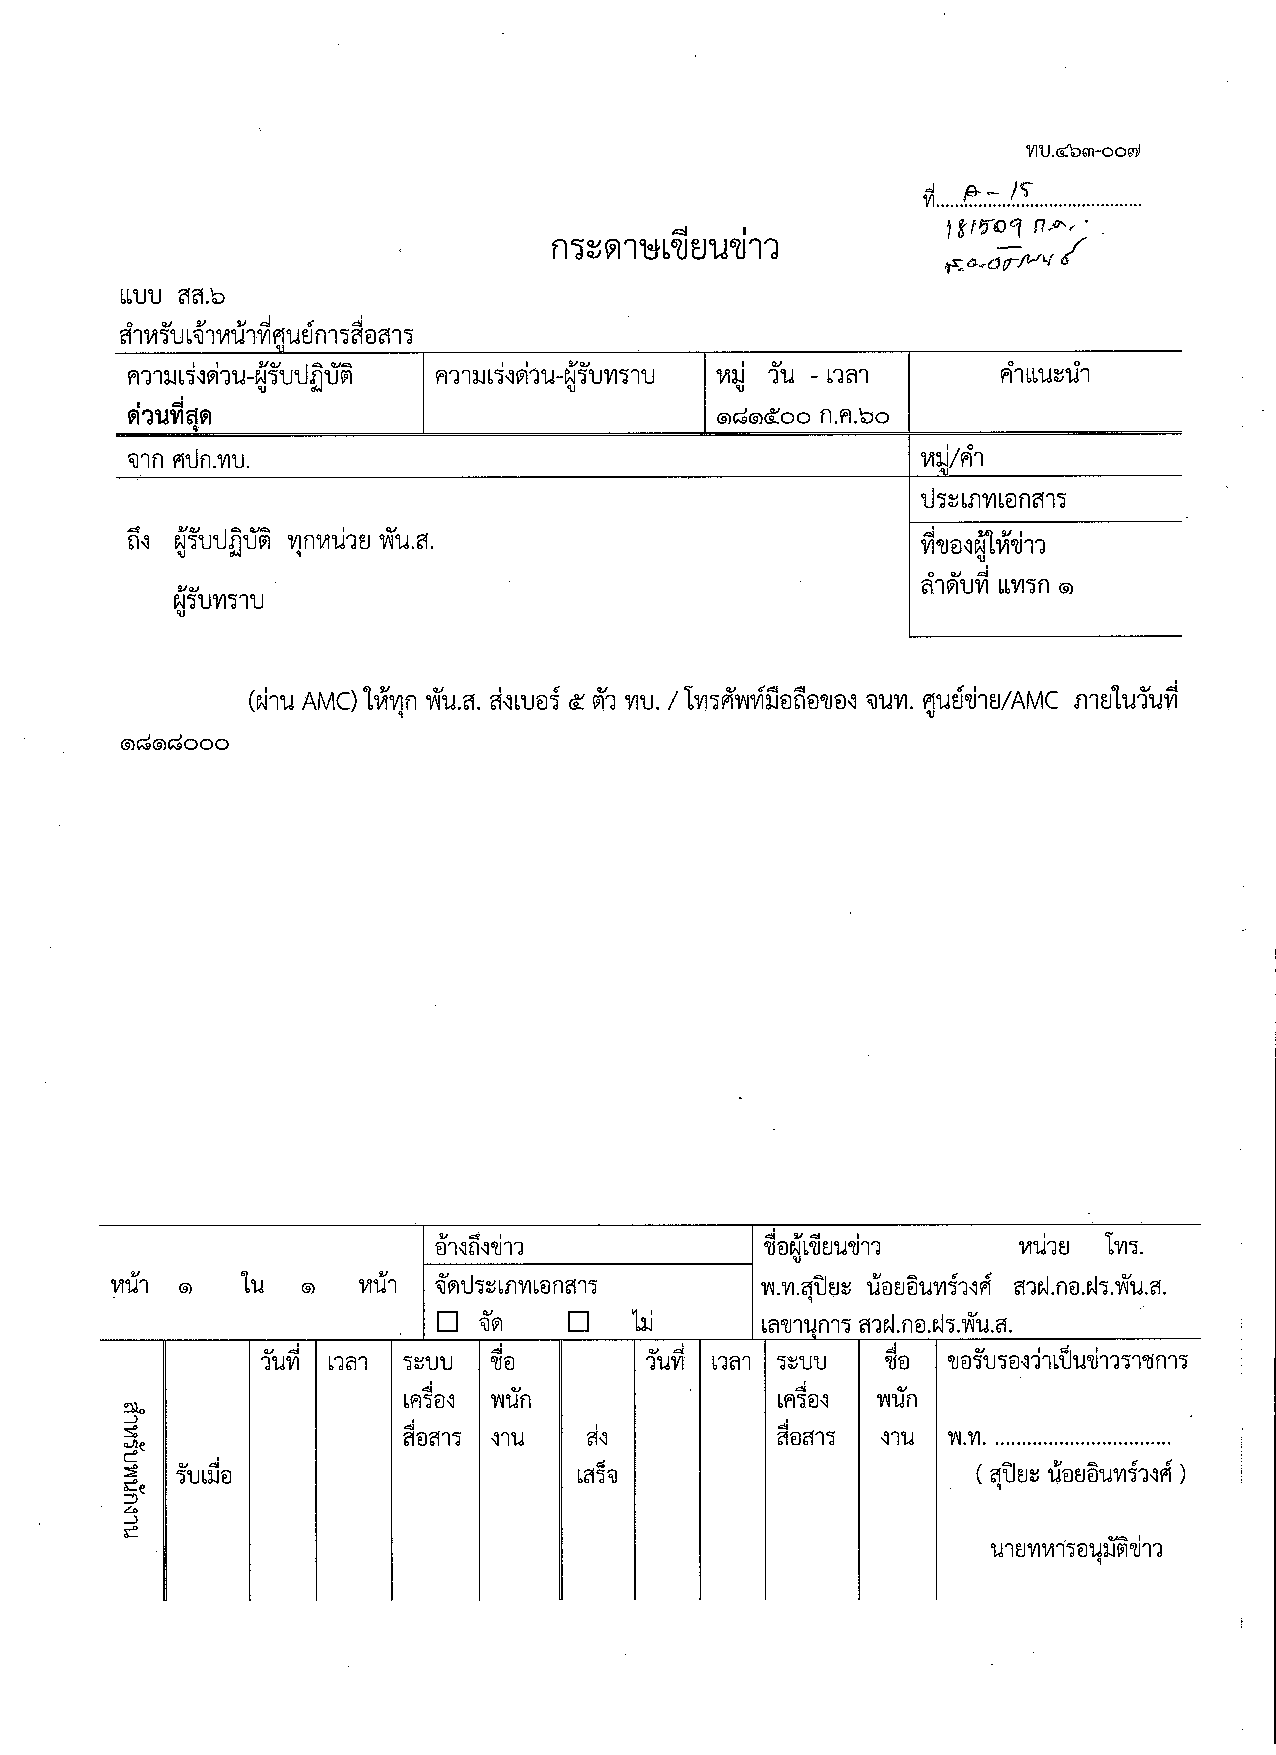 ทบ.๔๖๓-๐๐๗
ที่ A-15
181509 ก.ค.
กระดาษเขียนข่าว
แบบ สส.๖
สำหรับเจ้าหน้าที่ศูนย์การสื่อสาร
ความเร่งด่วน-ผู้รับปฏิบัติ ความเร่งด่วน-ผู้รับทราบ หมู่ วัน - เวลา คำแนะนำ
ด่วนที่สุด ๑๘๑๕๐๐ ก.ค.๖๐
จาก ศปก.ทบ. หมู่/คำ
ประเภทเอกสาร
ถึง ผู้รับปฏิบัติ ทุกหน่วย พัน.ส. ที่ของผู้ให้ข่าว
ลำดับที่ แทรก ๑
ผู้รับทราบ
(ผ่าน AMC) ให้ทุก พัน.ส. ส่งเบอร์ ๕ ตัว ทบ. / โทรศัพท์มือถือของ จนท. ศูนย์ข่าย/AMC ภายในวันที่
๑๘๑๘๐๐๐
อ้างถึงข่าว ชื่อผู้เขียนข่าว หน่วย โทร.
หน้า ๑ ใน ๑ หน้า จัดประเภทเอกสาร พ.ท.สุปิยะ น้อยอินทร์วงศ์ สวฝ.กอ.ฝร.พัน.ส.
☐ จัด ☐ ไม่ เลขานุการ สวฝ.กอ.ฝร.พัน.ส.
วันที่ เวลา ระบบ ชื่อ วันที่ เวลา ระบบ ชื่อ ขอรับรองว่าเป็นข่าวราชการ
เครื่อง พนัก เครื่อง พนัก
สื่อสาร งาน ส่ง สื่อสาร งาน พ.ท. ................................
รับเมื่อ เสร็จ ( สุปิยะ น้อยอินทร์วงศ์ )
สำหรับพนักงาน
นายทหารอนุมัติข่าว